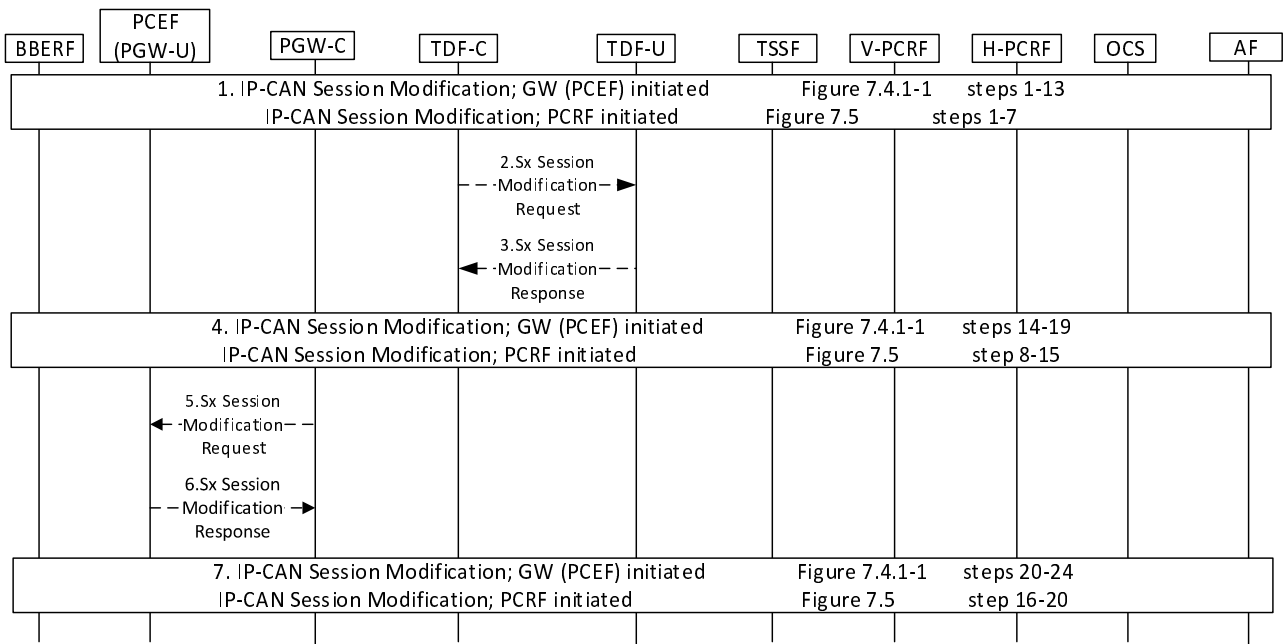 PCEF
(PGW-U)
BBERF
PGW-C
TDF-C
TDF-U
TSSF
V-PCRF
H-PCRF
OCS
AF
1. IP-CAN Session Modification; GW (PCEF) initiated Figure 7.4.1-1 steps 1-13
IP-CAN Session Modification; PCRF initiated Figure 7.5 steps 1-7
2.Sx Session
Modification
Request
3.Sx Session
Modification
Response
4. IP-CAN Session Modification; GW (PCEF) initiated Figure 7.4.1-1 steps 14-19
IP-CAN Session Modification; PCRF initiated Figure 7.5 step 8-15
5.Sx Session
Modification
Request
6.Sx Session
Modification
Response
7. IP-CAN Session Modification; GW (PCEF) initiated Figure 7.4.1-1 steps 20-24
IP-CAN Session Modification; PCRF initiated Figure 7.5 step 16-20